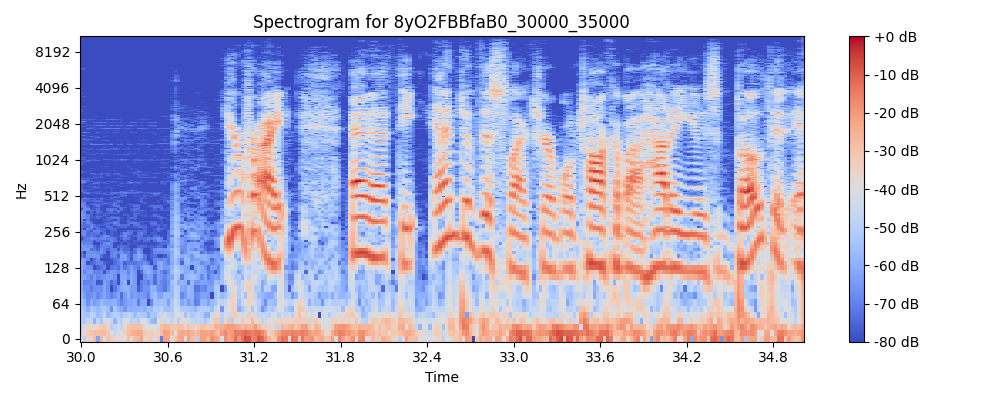 Spectrogram for 8yO2FBBfaB0_30000_35000
8192
4096
2048
1024
512
256
128
64
0
Hz
30.0 30.6 31.2 31.8 32.4 33.0 33.6 34.2 34.8
Time
+0 dB
-10 dB
-20 dB
-30 dB
-40 dB
-50 dB
-60 dB
-70 dB
-80 dB